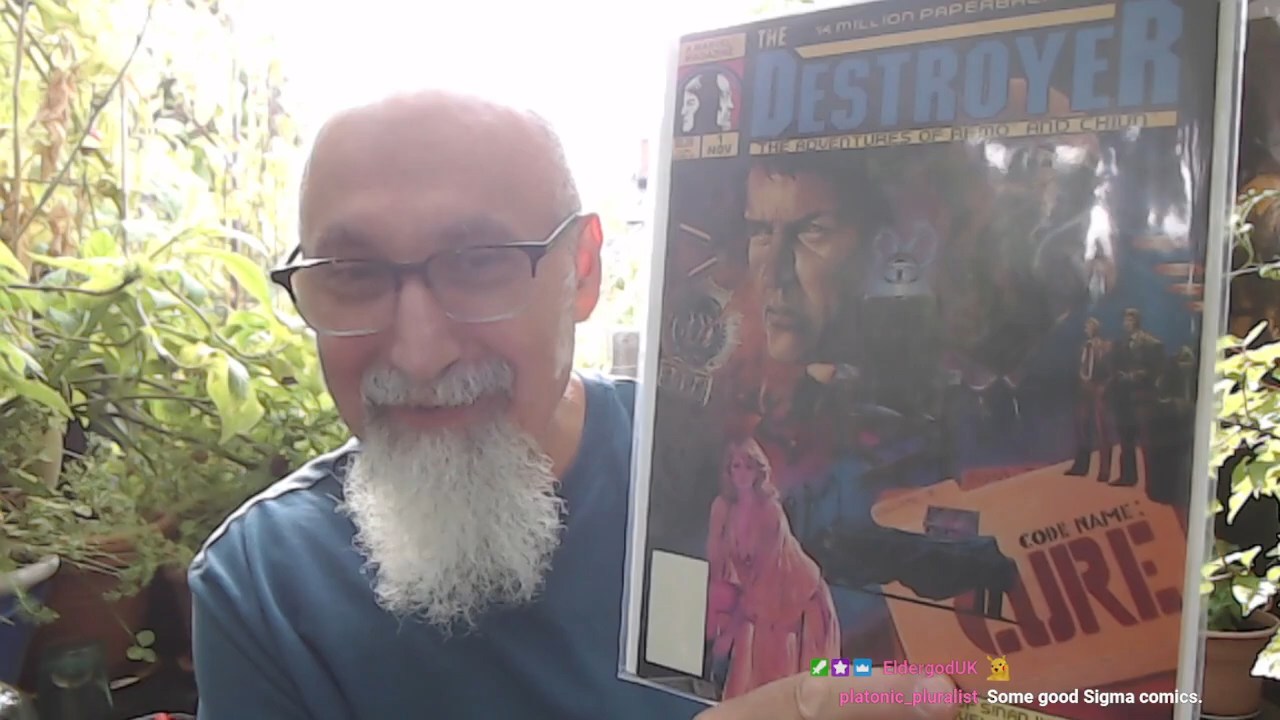 14 MILLION PAPERBACKS
THE
DESTROYER
THE ADVENTURES OF REMO AND CHIUN
NOV
CODE NAME:
CURE
EldergodUK
platonic_pluralist Some good Sigma comics.